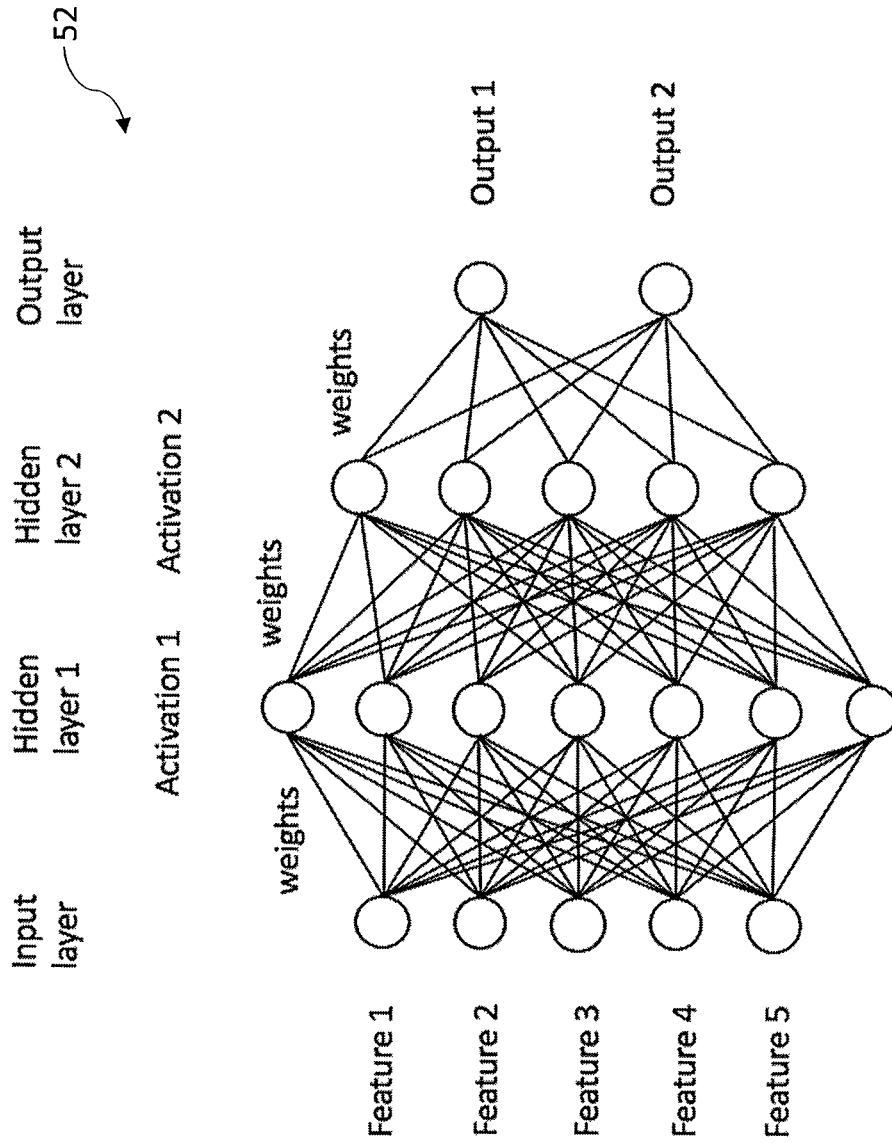 52
Input
layer
Hidden
layer 1
Hidden
layer 2
Output
layer
Activation 1
Activation 2
weights
weights
weights
Feature 1
Feature 2
Feature 3
Feature 4
Feature 5
Output 1
Output 2